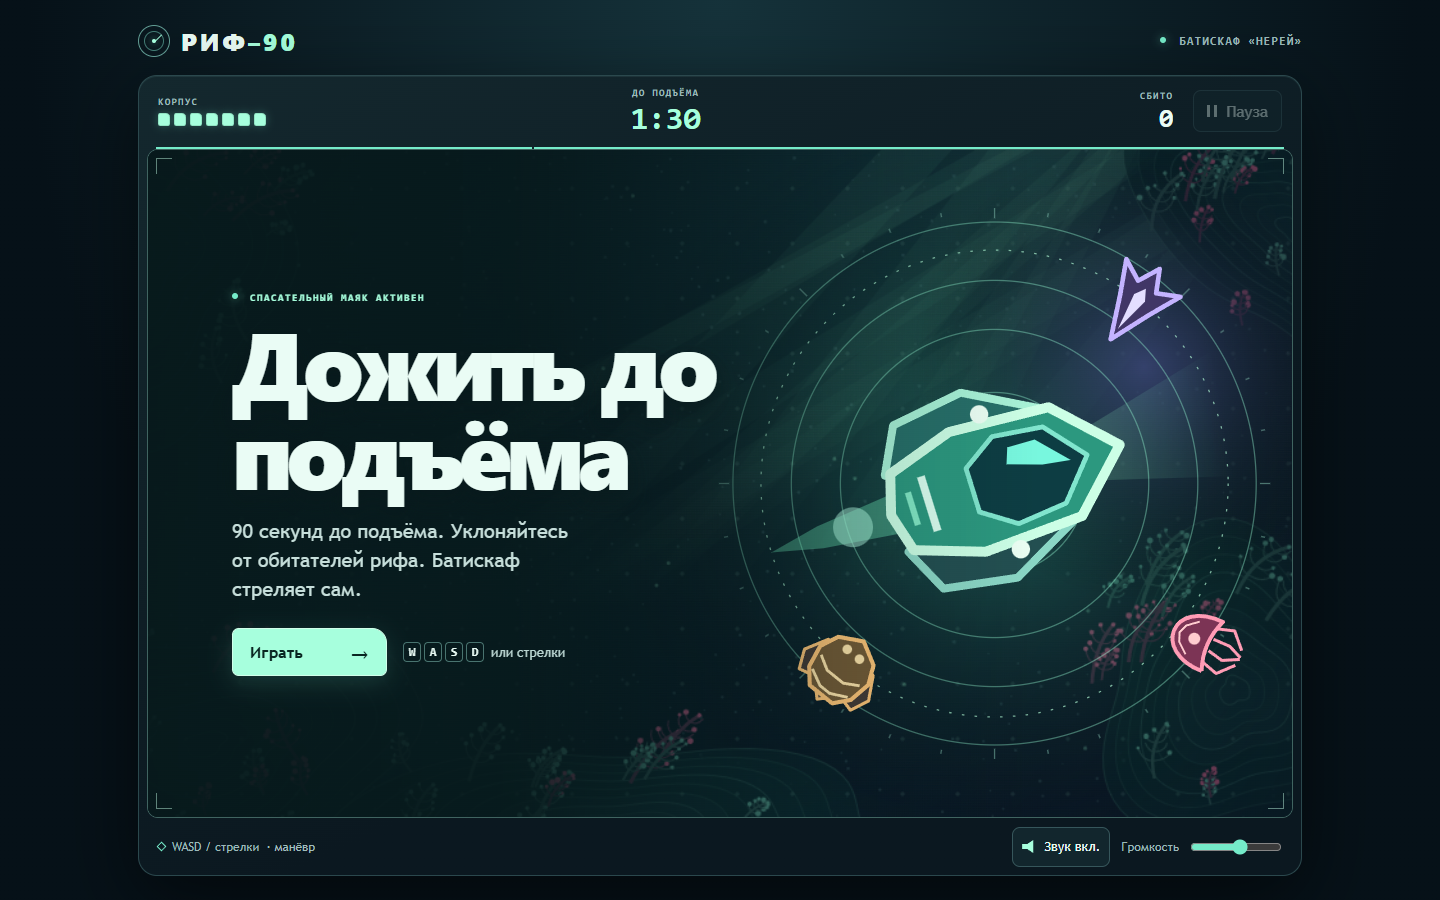 РИФ–90
БАТИСКАФ «НЕРЕЙ»
КОРПУС
ДО ПОДЪЁМА
1:30
СБИТО
0
Пауза
СПАСАТЕЛЬНЫЙ МАЯК АКТИВЕН
Дожить до
подъёма
90 секунд до подъёма. Уклоняйтесь
от обитателей рифа. Батискаф
стреляет сам.
Играть →
W A S D или стрелки
WASD / стрелки · манёвр
Звук вкл.
Громкость